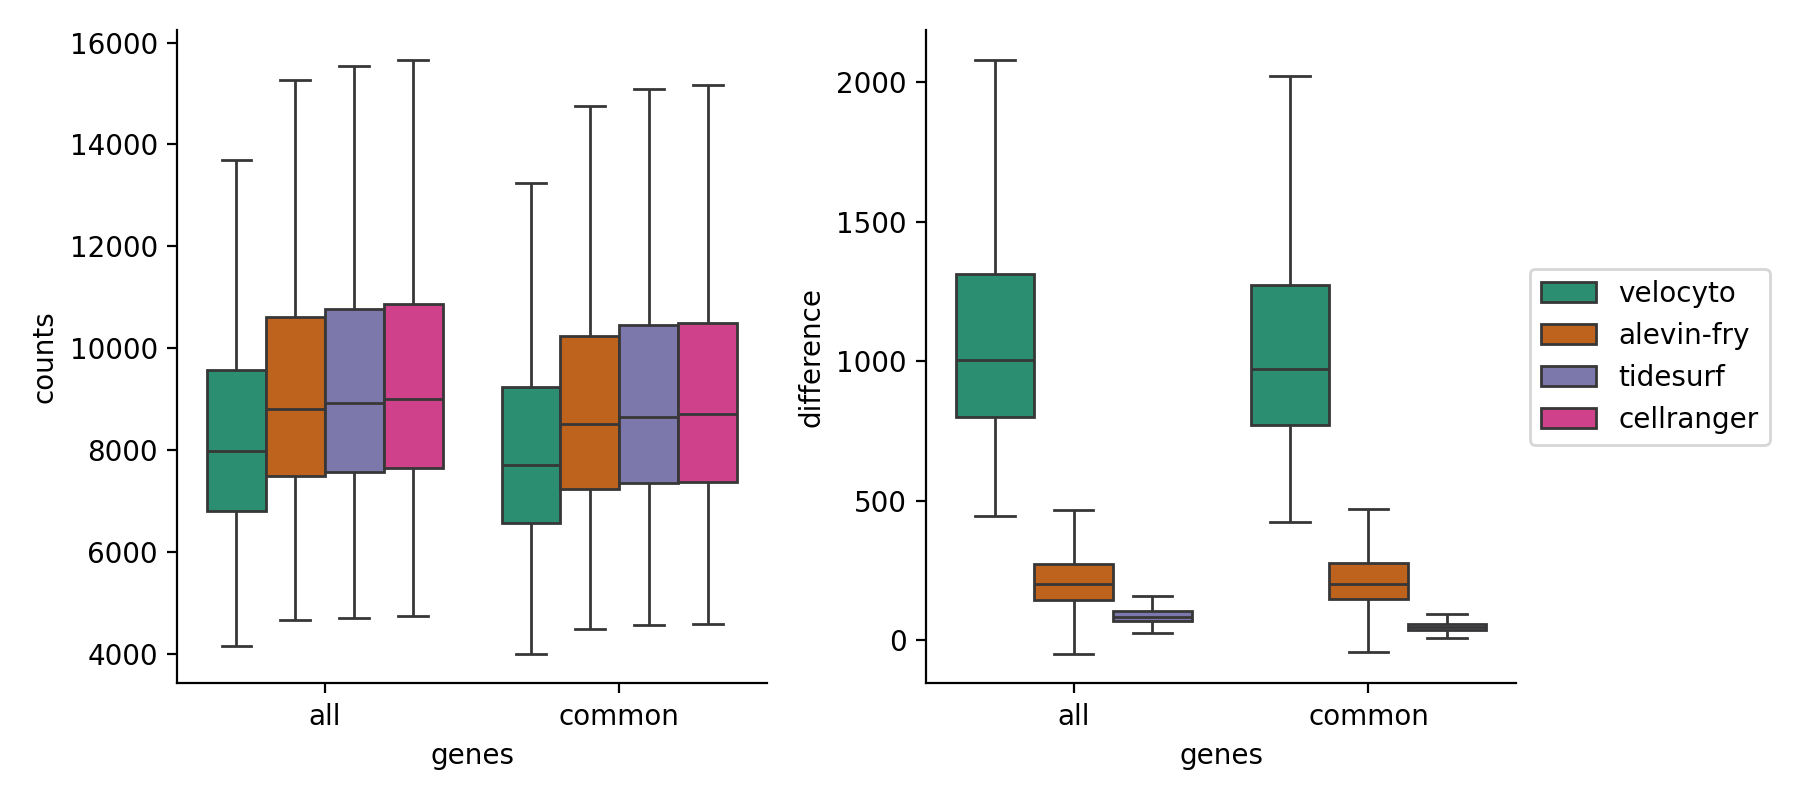 counts
16000
14000
12000
10000
8000
6000
4000
all
common
genes
difference
2000
1500
1000
500
0
all
common
genes
velocyto
alevin-fry
tidesurf
cellranger